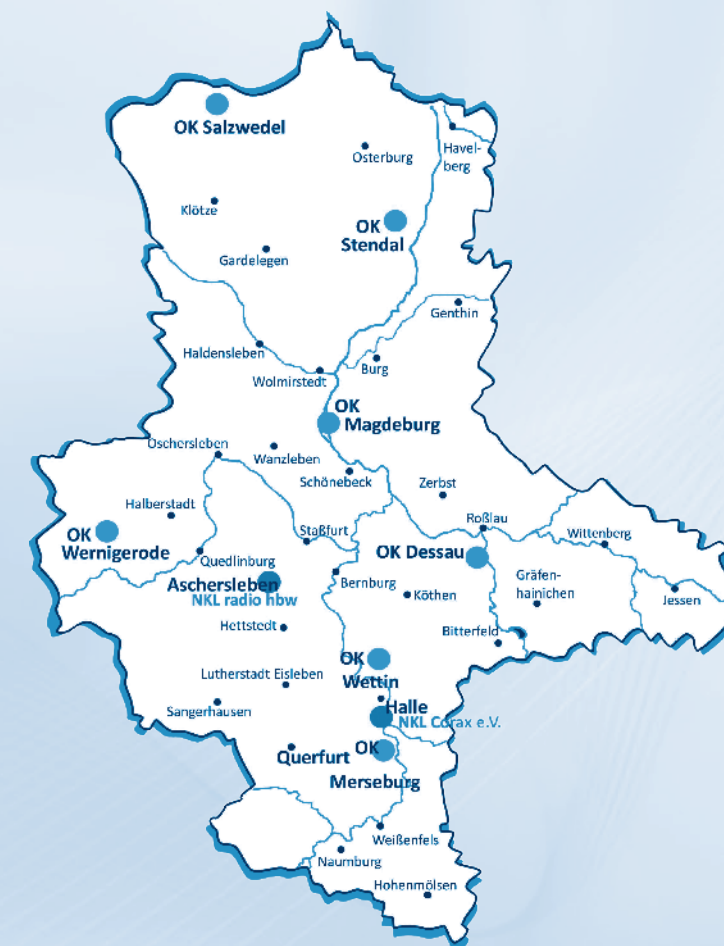 OK Salzwedel
Osterburg
Havel-
berg
Klötze
OK
Stendal
Gardelegen
Genthin
Haldensleben
Burg
Wolmirstedt
OK
Magdeburg
Oschersleben
Wanzleben
Schönebeck
Zerbst
Halberstadt
Roßlau
OK
Wernigerode
Staßfurt
Wittenberg
OK Dessau
Quedlinburg
Aschersleben
NKL radio hbw
Bernburg
Köthen
Gräfen-
hainichen
Jessen
Hettstedt
Bitterfeld
OK
Wettin
Lutherstadt Eisleben
Sangerhausen
Halle
NKL Corax e.V.
Querfurt
OK
Merseburg
Weißenfels
Naumburg
Hohenmölsen